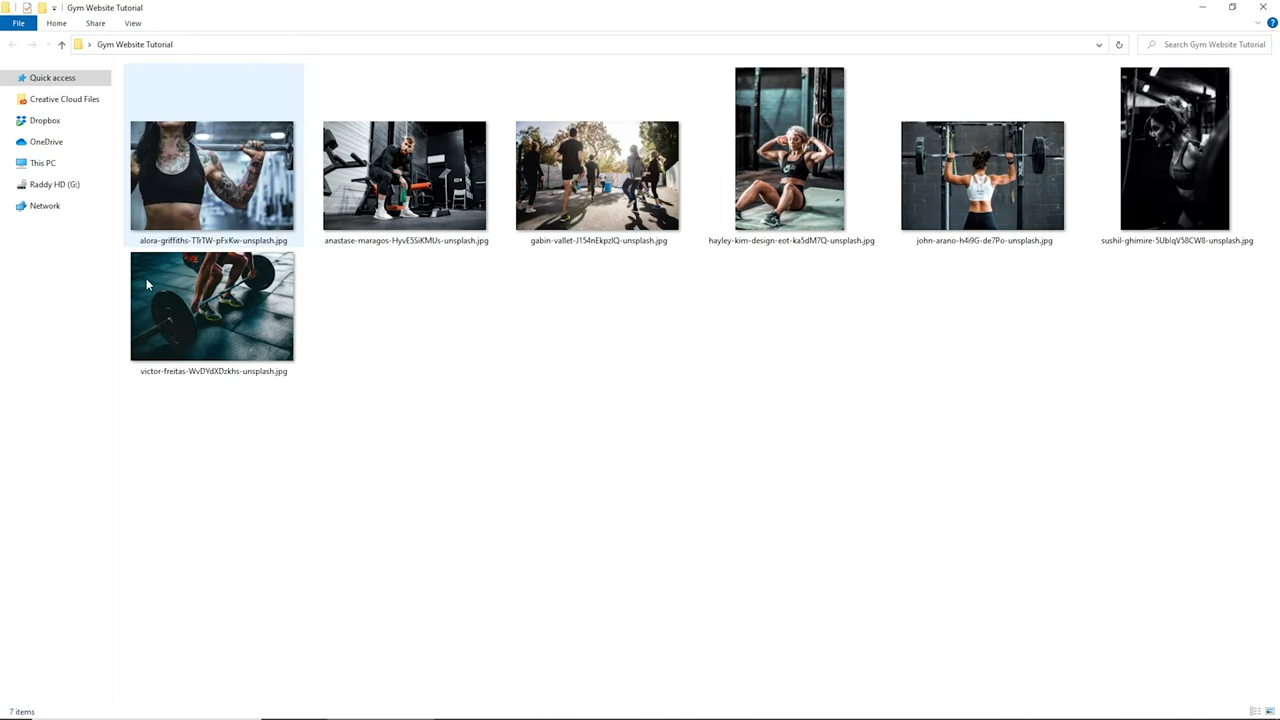 Gym Website Tutorial
File Home Share View
Gym Website Tutorial
Search Gym Website Tutorial
Quick access
Creative Cloud Files
Dropbox
OneDrive
This PC
Raddy HD (G:)
Network
alora-griffiths-TTrTW-pFxKw-unsplash.jpg
anastase-maragos-HyvE5SiKMUs-unsplash.jpg
gabin-vallet-J154nEkpzlQ-unsplash.jpg
hayley-kim-design-eot-ka5dM7Q-unsplash.jpg
john-arano-h4i9G-de7Po-unsplash.jpg
sushil-ghimire-5UbIqV58CW8-unsplash.jpg
victor-freitas-WvDYdXDzkhs-unsplash.jpg
7 items